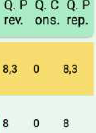 Q. P Q. C Q. P
rev. ons. rep.
8,3 0 8,3
8 0 8